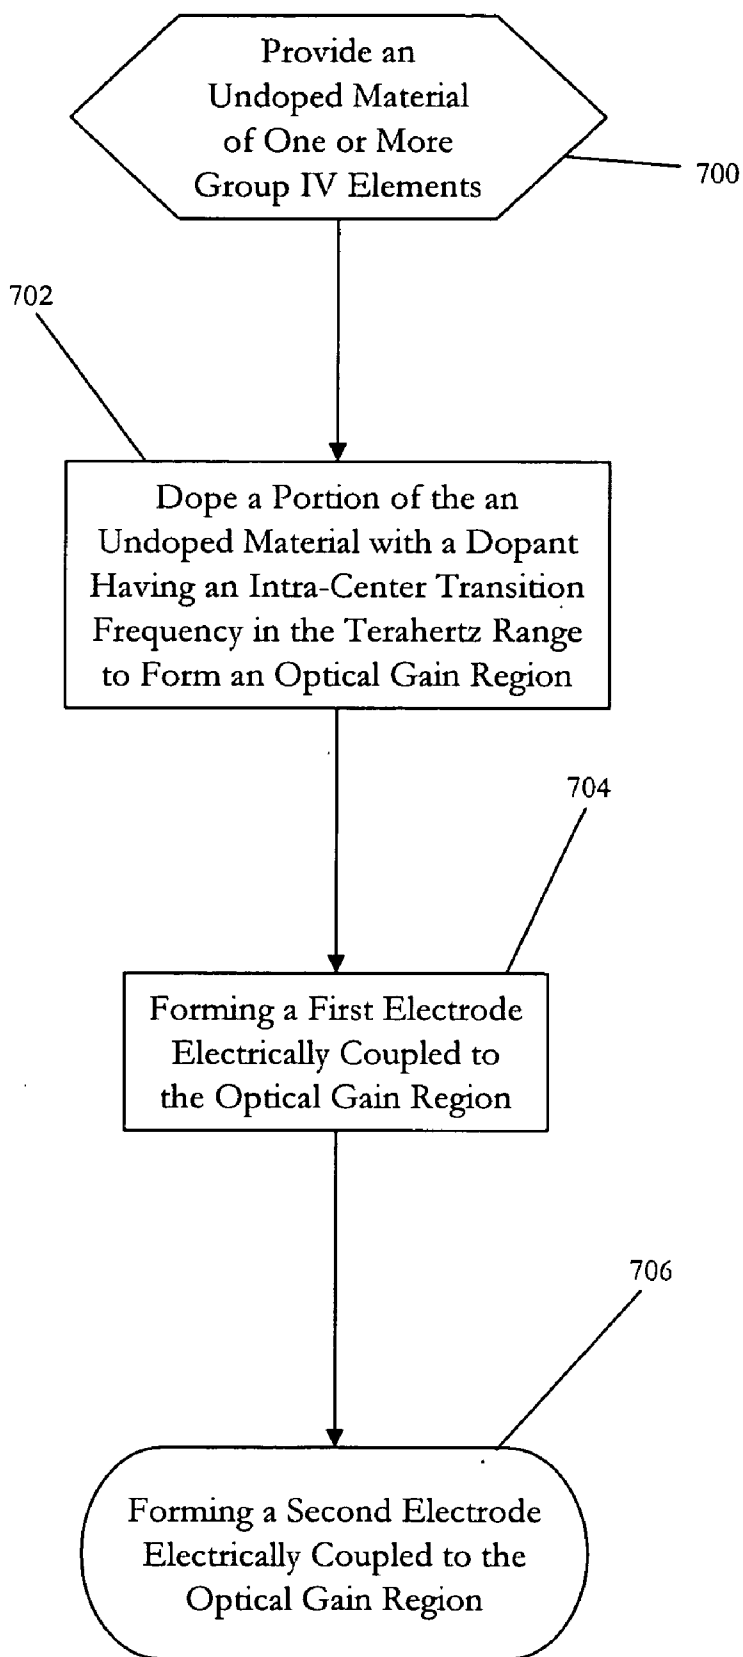 Provide an
Undoped Material
of One or More
Group IV Elements
700
702
Dope a Portion of the an
Undoped Material with a Dopant
Having an Intra-Center Transition
Frequency in the Terahertz Range
to Form an Optical Gain Region
704
Forming a First Electrode
Electrically Coupled to
the Optical Gain Region
706
Forming a Second Electrode
Electrically Coupled to the
Optical Gain Region